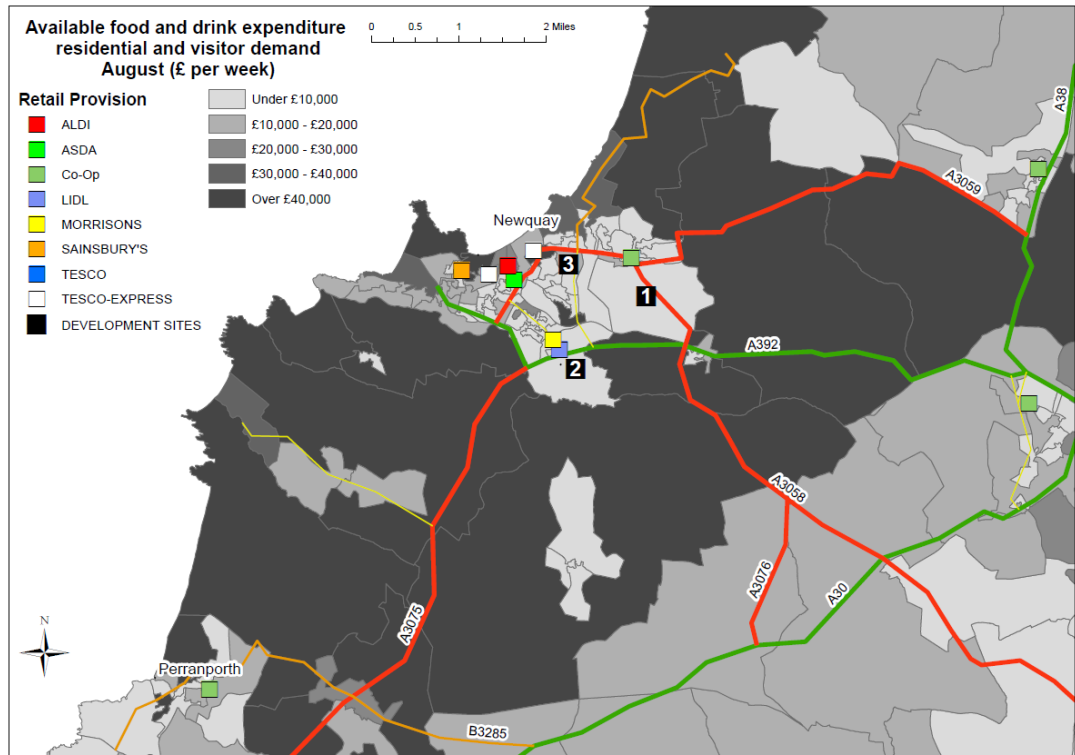 Available food and drink expenditure
residential and visitor demand
August (£ per week)
0 0.5 1 2 Miles
Retail Provision
ALDI
ASDA
Co-Op
LIDL
MORRISONS
SAINSBURY'S
TESCO
TESCO-EXPRESS
DEVELOPMENT SITES
Under £10,000
£10,000 - £20,000
£20,000 - £30,000
£30,000 - £40,000
Over £40,000
A38
A3059
Newquay
3
1
A392
2
A3058
A3076
A30
A3075
N
Perranporth
B3285